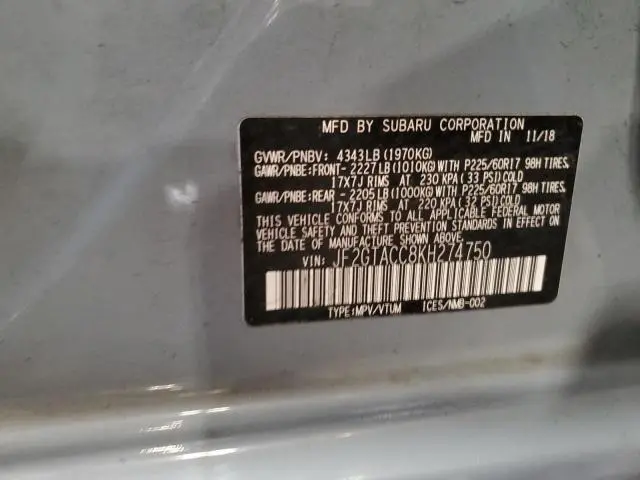 MFD BY SUBARU CORPORATION
MFD IN 11/18
GVWR/PNBV: 4343LB(1970KG)
GAWR/PNBE:FRONT-2227LB(1010KG)WITH P225/60R17 98H TIRES,
17X7J RIMS AT 230 KPA(33 PSI)COLD
GAWR/PNBE:REAR -2205LB(1000KG)WITH P225/60R17 98H TIRES,
17X7J RIMS AT 220 KPA(32 PSI)COLD
THIS VEHICLE CONFORMS TO ALL APPLICABLE FEDERAL MOTOR
VEHICLE SAFETY AND THEFT PREVENTION STANDARDS IN EFFECT ON
THE DATE OF MANUFACTURE SHOWN ABOVE.
VIN: JF2GTACC8KH274750
TYPE:MPV/VTUM ICES/NMB-002